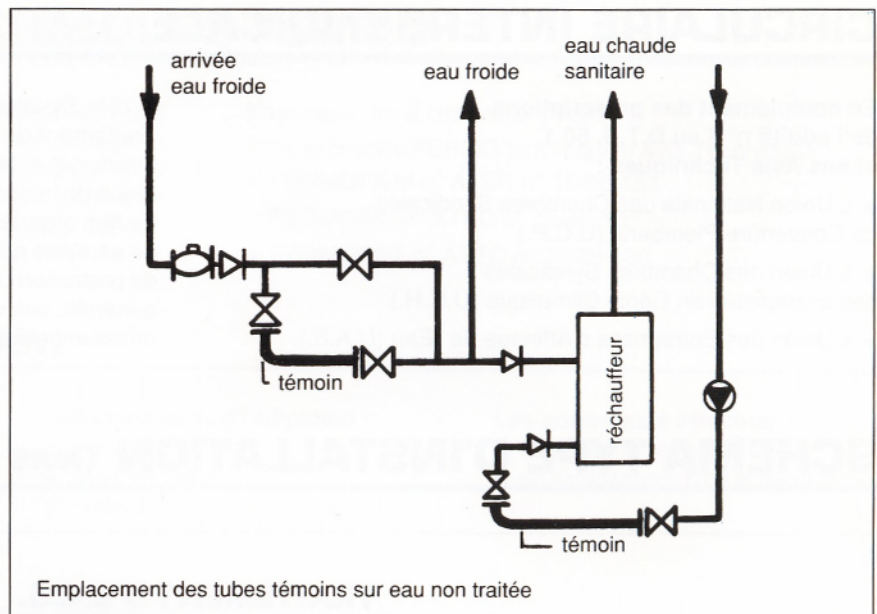 arrivée
eau froide
eau froide
eau chaude
sanitaire
témoin
réchauffeur
témoin
Emplacement des tubes témoins sur eau non traitée